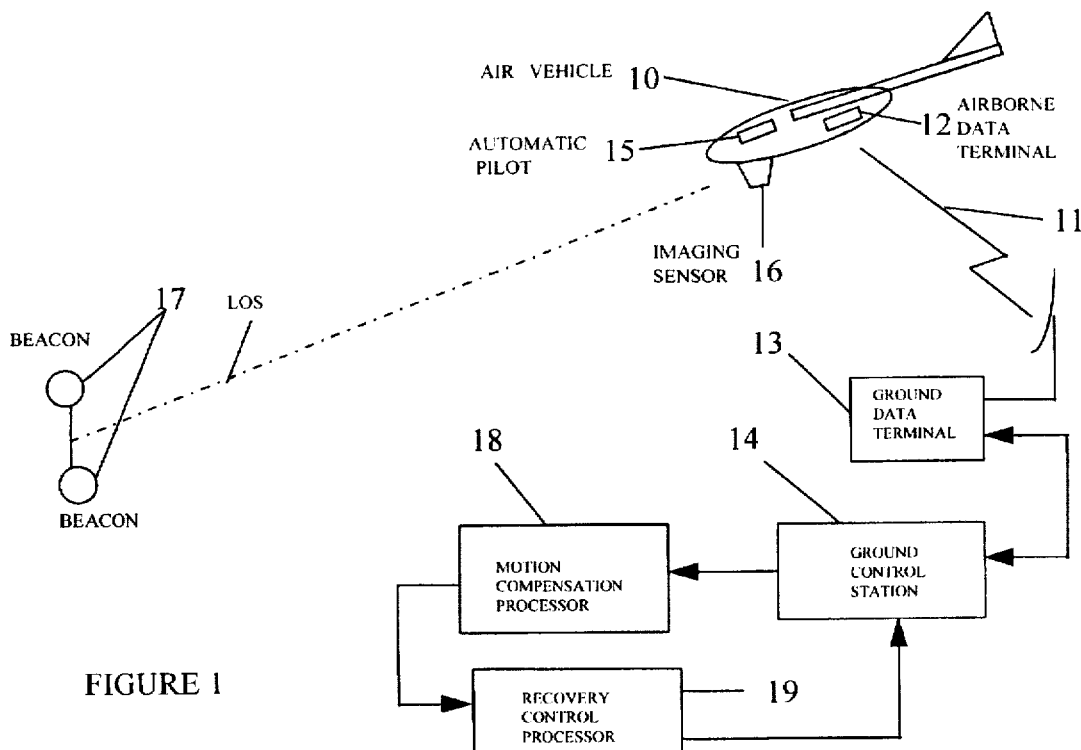 AIR VEHICLE 10
12 AIRBORNE
DATA
TERMINAL
AUTOMATIC
PILOT
15
11
IMAGING
SENSOR
16
17
LOS
BEACON
BEACON
13
GROUND
DATA
TERMINAL
18
14
MOTION
COMPENSATION
PROCESSOR
GROUND
CONTROL
STATION
FIGURE 1
RECOVERY
CONTROL
PROCESSOR
19